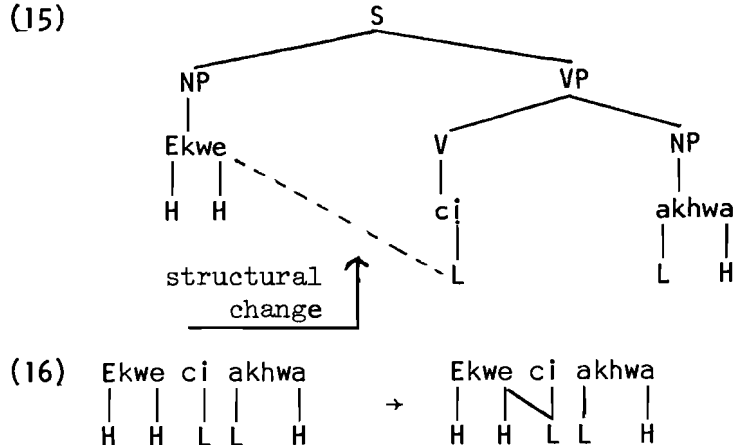 (15) S
NP VP
Ekwe V NP
H H ci̩ akhwa
structural L L H
change
(16) Ekwe ci akhwa → Ekwe ci akhwa
H H L L H H H L L H